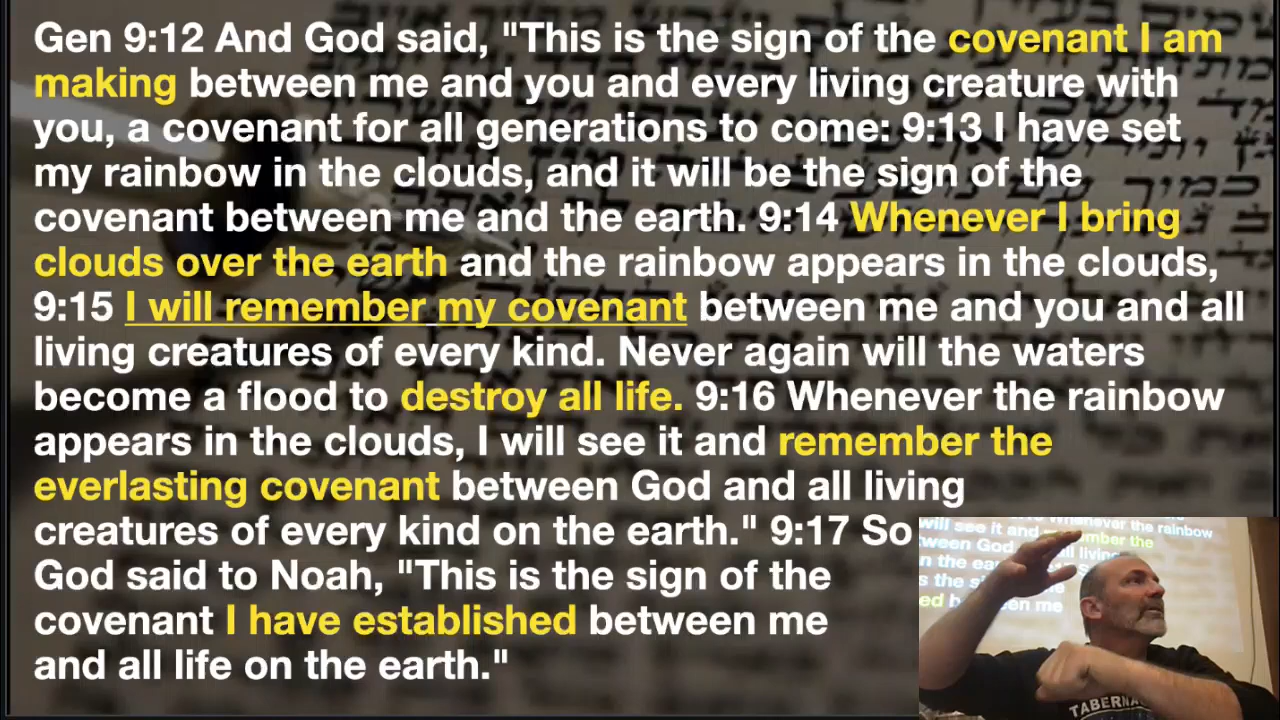 Gen 9:12 And God said, "This is the sign of the covenant I am
making between me and you and every living creature with
you, a covenant for all generations to come: 9:13 I have set
my rainbow in the clouds, and it will be the sign of the
covenant between me and the earth. 9:14 Whenever I bring
clouds over the earth and the rainbow appears in the clouds,
9:15 I will remember my covenant between me and you and all
living creatures of every kind. Never again will the waters
become a flood to destroy all life. 9:16 Whenever the rainbow
appears in the clouds, I will see it and remember the
everlasting covenant between God and all living
creatures of every kind on the earth." 9:17 So
God said to Noah, "This is the sign of the
covenant I have established between me
and all life on the earth."
will see it and
the rainbow
the